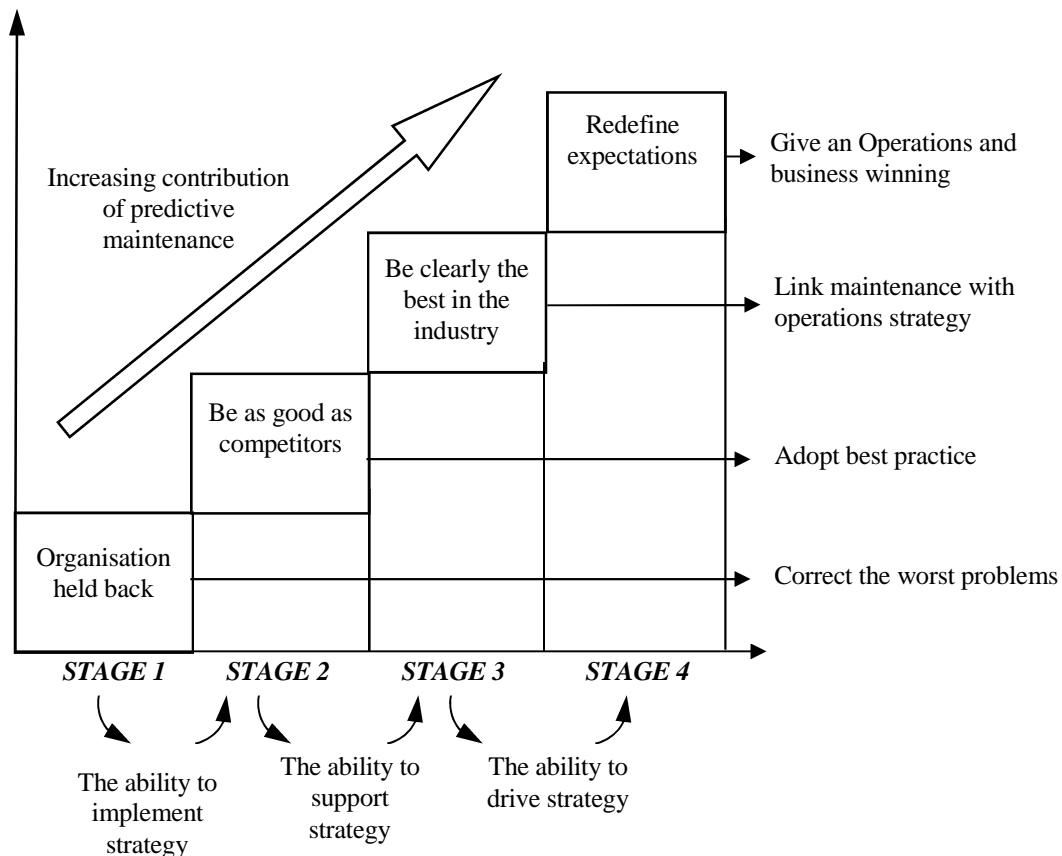 Redefine
expectations
Give an Operations and
business winning
Increasing contribution
of predictive
maintenance
Be clearly the
best in the
industry
Link maintenance with
operations strategy
Be as good as
competitors
Adopt best practice
Organisation
held back
Correct the worst problems
STAGE 1
STAGE 2
STAGE 3
STAGE 4
The ability to
implement
strategy
The ability to
support
strategy
The ability to
drive strategy